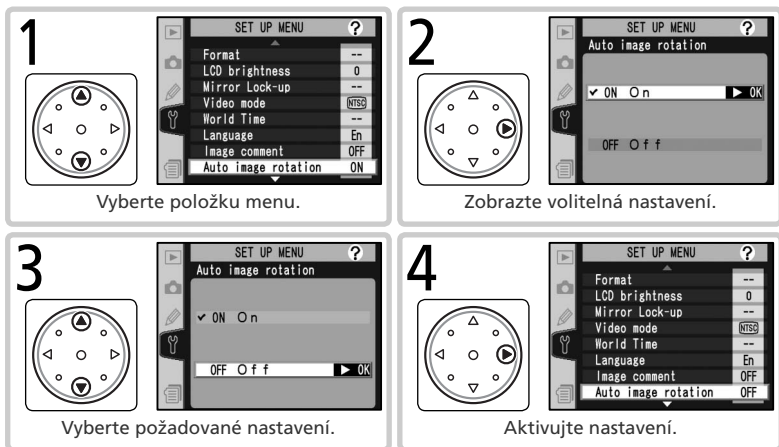 1
SET UP MENU ?
Format --
LCD brightness 0
Mirror Lock-up --
Video mode NTSC
World Time --
Language En
Image comment OFF
Auto image rotation ON
Vyberte položku menu.
2
SET UP MENU ?
Auto image rotation
ON On OK
OFF Off
Zobrazte volitelná nastavení.
3
SET UP MENU ?
Auto image rotation
ON On
OFF Off OK
Vyberte požadované nastavení.
4
SET UP MENU ?
Format --
LCD brightness 0
Mirror Lock-up --
Video mode NTSC
World Time --
Language En
Image comment OFF
Auto image rotation OFF
Aktivujte nastavení.